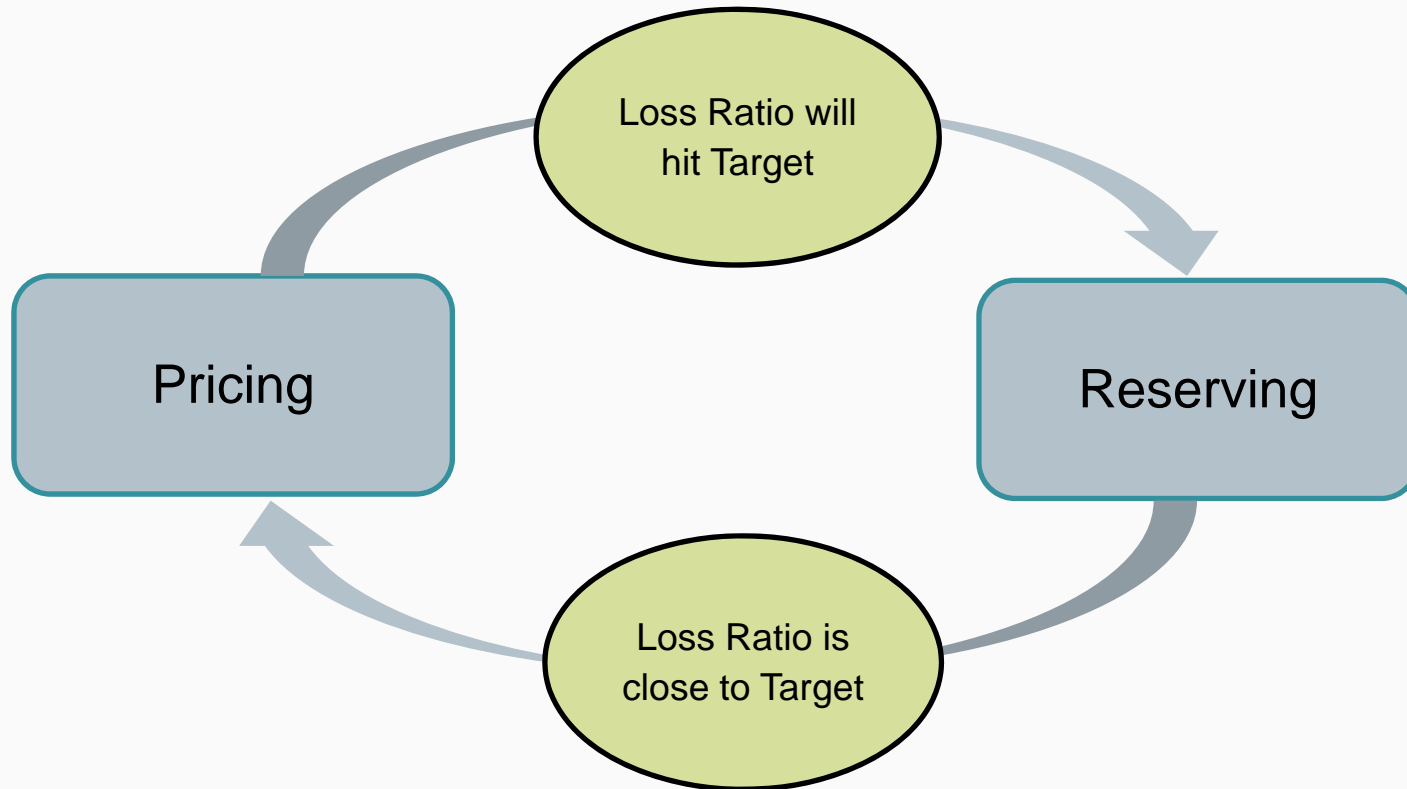 Loss Ratio will
hit Target
Pricing
Reserving
Loss Ratio is
close to Target